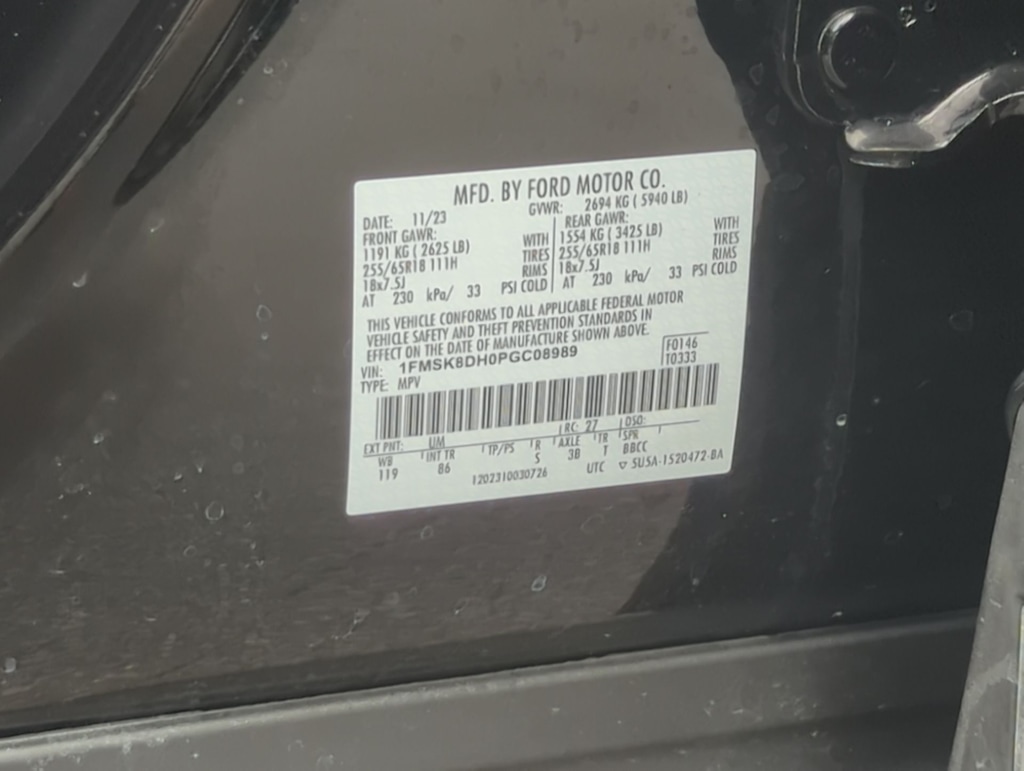 MFD. BY FORD MOTOR CO.
DATE: 11/23 GVWR: 2694 KG ( 5940 LB)
FRONT GAWR: REAR GAWR:
1191 KG ( 2625 LB) WITH 1554 KG ( 3425 LB) WITH
255/65R18 111H TIRES 255/65R18 111H TIRES
18x7.5J RIMS 18x7.5J RIMS
AT 230 kPa/ 33 PSI COLD AT 230 kPa/ 33 PSI COLD
THIS VEHICLE CONFORMS TO ALL APPLICABLE FEDERAL MOTOR
VEHICLE SAFETY AND THEFT PREVENTION STANDARDS IN
EFFECT ON THE DATE OF MANUFACTURE SHOWN ABOVE.
VIN: 1FMSK8DH0PGC08989 F0146
TYPE: MPV T0333
EXT PNT: UM RC: 27 DSO:
WB INT TR TP/PS R AXLE TR SPR
119 86 S 3B T BBCC
1202310030726 UTC ▽ SU5A-1520472-BA